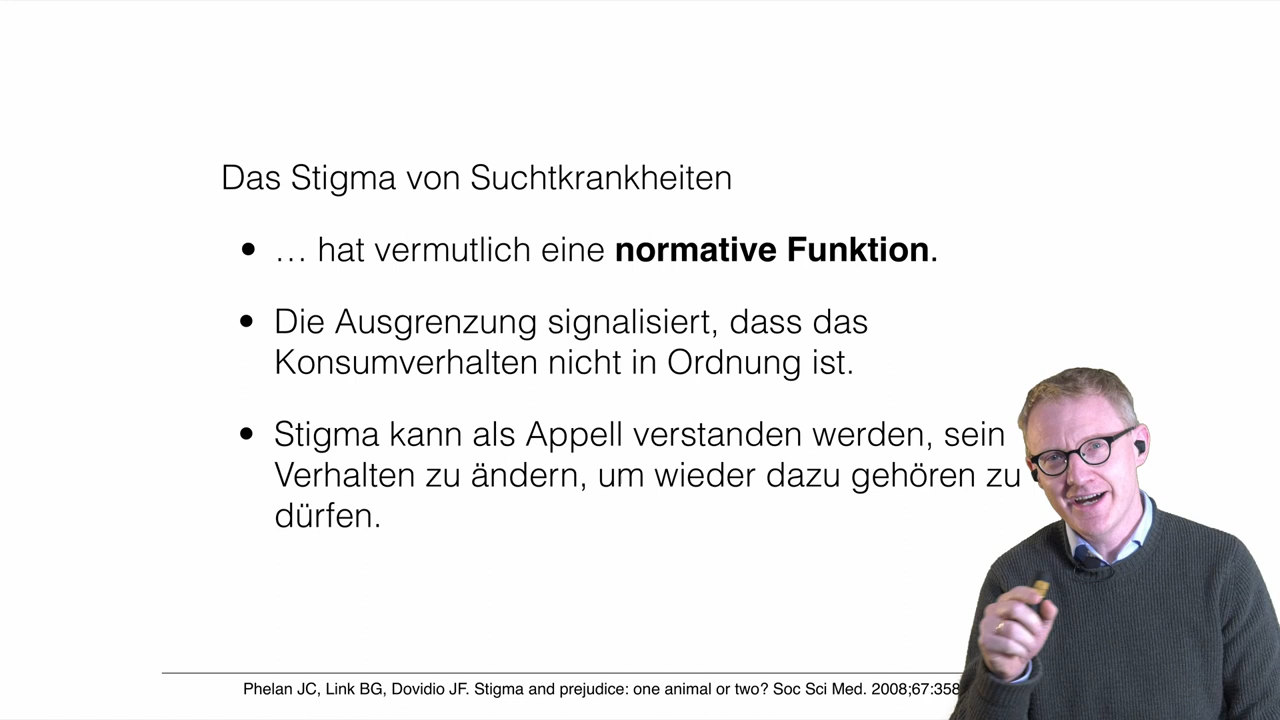 Das Stigma von Suchtkrankheiten
• … hat vermutlich eine normative Funktion.
• Die Ausgrenzung signalisiert, dass das
Konsumverhalten nicht in Ordnung ist.
• Stigma kann als Appell verstanden werden, sein
Verhalten zu ändern, um wieder dazu gehören zu
dürfen.
Phelan JC, Link BG, Dovidio JF. Stigma and prejudice: one animal or two? Soc Sci Med. 2008;67:358